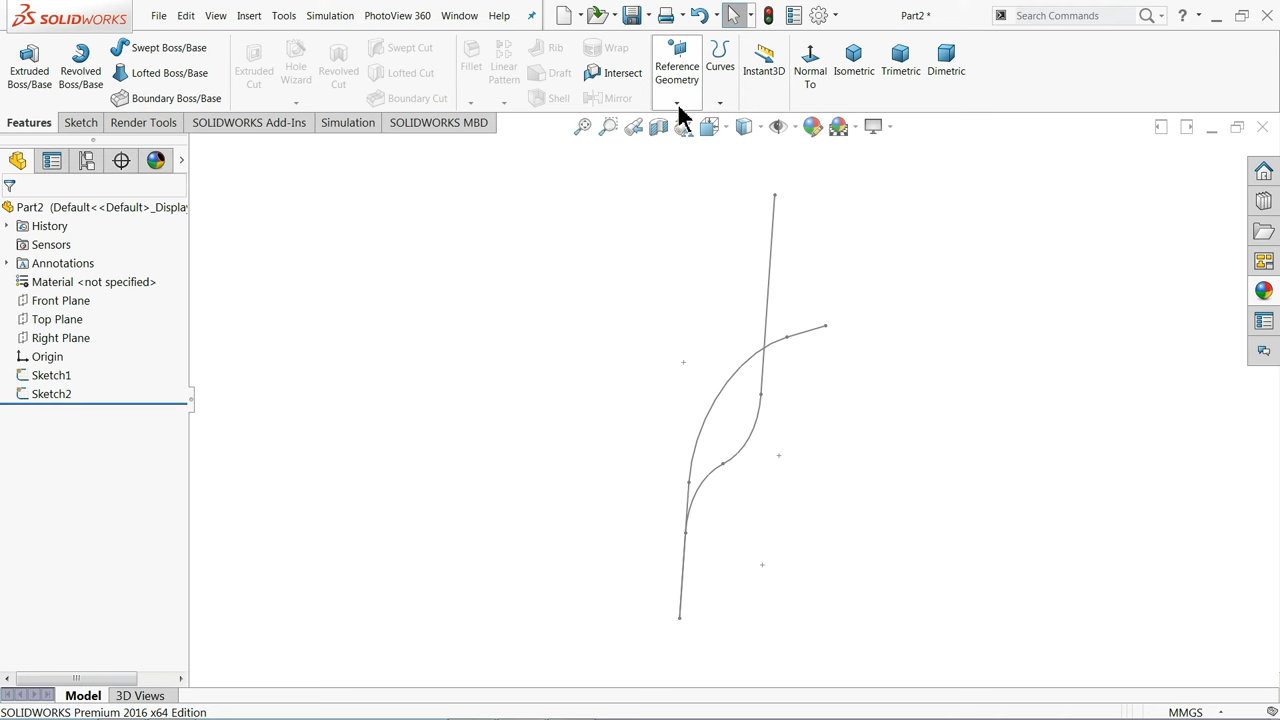 SOLIDWORKS
File Edit View Insert Tools Simulation PhotoView 360 Window Help
Part2 *
Search Commands
Extruded Boss/Base
Revolved Boss/Base
Swept Boss/Base
Lofted Boss/Base
Boundary Boss/Base
Extruded Cut
Hole Wizard
Revolved Cut
Swept Cut
Lofted Cut
Boundary Cut
Fillet
Linear Pattern
Rib
Draft
Shell
Wrap
Intersect
Mirror
Reference Geometry
Curves
Instant3D
Normal To
Isometric
Trimetric
Dimetric
Features Sketch Render Tools SOLIDWORKS Add-Ins Simulation SOLIDWORKS MBD
Part2 (Default<<Default>_Display
History
Sensors
Annotations
Material <not specified>
Front Plane
Top Plane
Right Plane
Origin
Sketch1
Sketch2
Model 3D Views
SOLIDWORKS Premium 2016 x64 Edition
MMGS